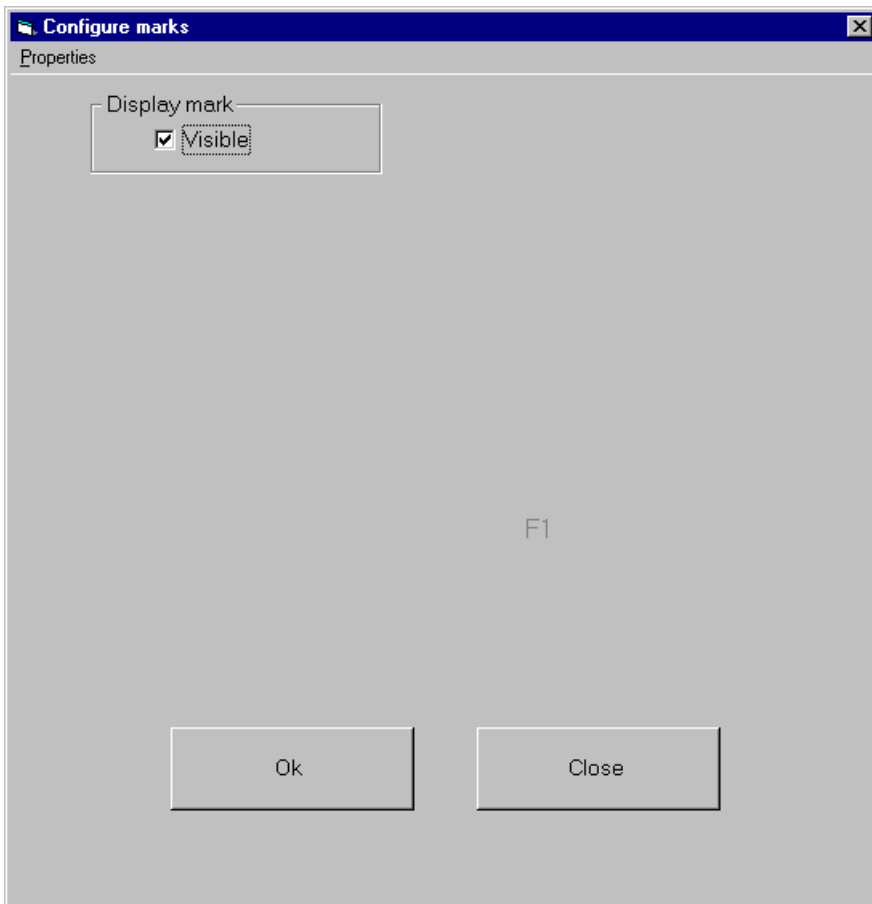 Configure marks
Properties
Display mark
Visible
F1
Ok
Close